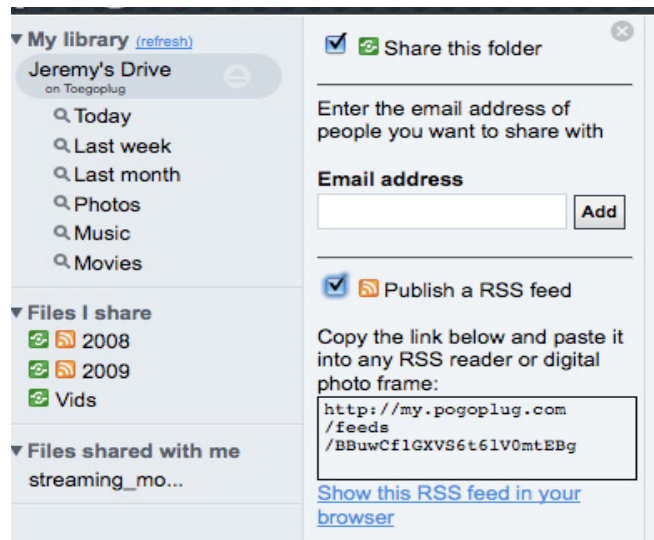 My library (refresh)
Jeremy's Drive
on Toegoplug
Today
Last week
Last month
Photos
Music
Movies
Files I share
2008
2009
Vids
Files shared with me
streaming_mo...
Share this folder
Enter the email address of
people you want to share with
Email address
Add
Publish a RSS feed
Copy the link below and paste it
into any RSS reader or digital
photo frame:
http://my.pogoplug.com
/feeds
/BBuwCf1GXVS6t61V0mtEBg
Show this RSS feed in your
browser